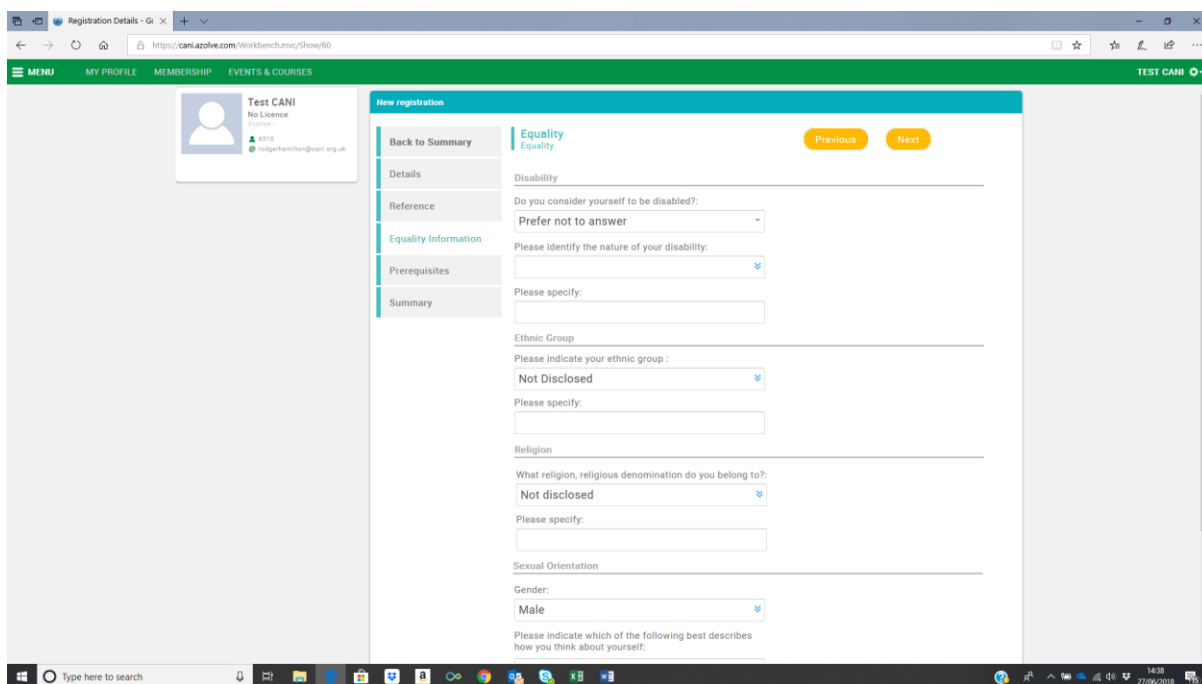 Registration Details - Go
https://cani.azolve.com/Workbench.mvc/Show/60
MENU MY PROFILE MEMBERSHIP EVENTS & COURSES TEST CANI
Test CANI
No Licence
Expires -
6310
rodgerhamilton@cani.org.uk
New registration
Back to Summary
Details
Reference
Equality Information
Prerequisites
Summary
Equality
Equality
Previous Next
Disability
Do you consider yourself to be disabled?:
Prefer not to answer
Please identify the nature of your disability:
Please specify:
Ethnic Group
Please indicate your ethnic group :
Not Disclosed
Please specify:
Religion
What religion, religious denomination do you belong to?:
Not disclosed
Please specify:
Sexual Orientation
Gender:
Male
Please indicate which of the following best describes
how you think about yourself:
Type here to search
14:38
27/06/2018